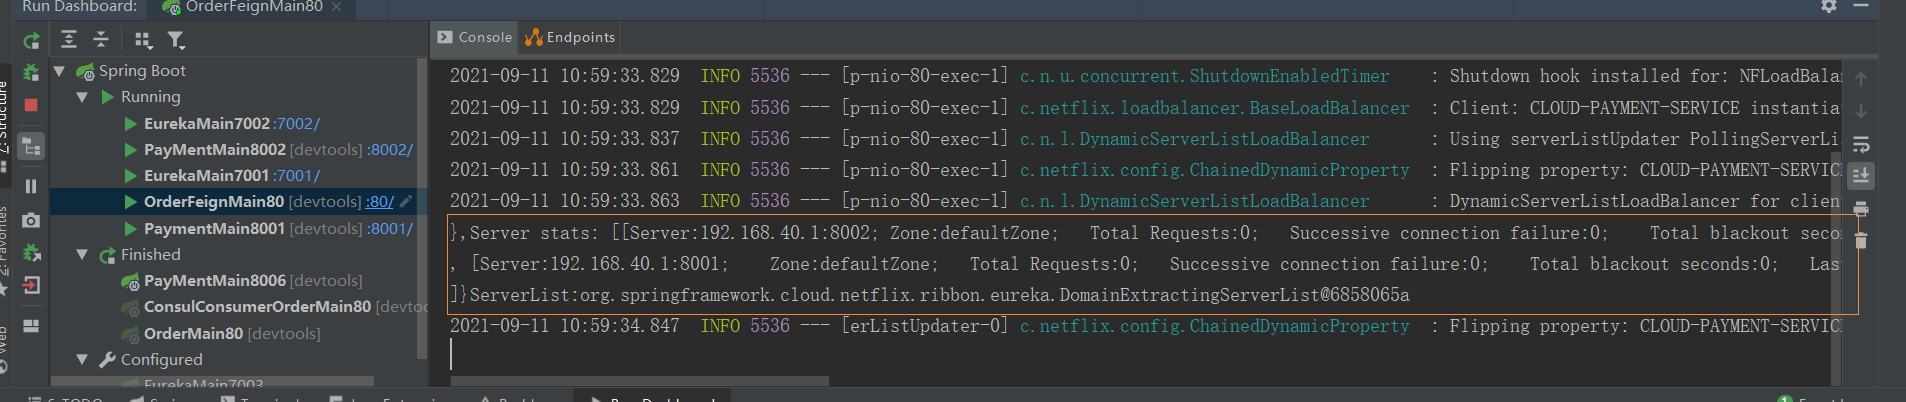 Run Dashboard: OrderFeignMain80
Console Endpoints
Spring Boot
Running
EurekaMain7002 :7002/
PayMentMain8002 [devtools] :8002/
EurekaMain7001 :7001/
OrderFeignMain80 [devtools] :80/
PaymentMain8001 [devtools] :8001/
Finished
PayMentMain8006 [devtools]
ConsulConsumerOrderMain80 [devto
OrderMain80 [devtools]
Configured
EurekaMain7003
2021-09-11 10:59:33.829 INFO 5536 --- [p-nio-80-exec-1] c.n.u.concurrent.ShutdownEnabledTimer : Shutdown hook installed for: NFLoadBala
2021-09-11 10:59:33.829 INFO 5536 --- [p-nio-80-exec-1] c.netflix.loadbalancer.BaseLoadBalancer : Client: CLOUD-PAYMENT-SERVICE instantia
2021-09-11 10:59:33.837 INFO 5536 --- [p-nio-80-exec-1] c.n.l.DynamicServerListLoadBalancer : Using serverListUpdater PollingServerLi
2021-09-11 10:59:33.861 INFO 5536 --- [p-nio-80-exec-1] c.netflix.config.ChainedDynamicProperty : Flipping property: CLOUD-PAYMENT-SERVIC
2021-09-11 10:59:33.863 INFO 5536 --- [p-nio-80-exec-1] c.n.l.DynamicServerListLoadBalancer : DynamicServerListLoadBalancer for clien
},Server stats: [[Server:192.168.40.1:8002; Zone:defaultZone; Total Requests:0; Successive connection failure:0; Total blackout seco
, [Server:192.168.40.1:8001; Zone:defaultZone; Total Requests:0; Successive connection failure:0; Total blackout seconds:0; Las
]}ServerList:org.springframework.cloud.netflix.ribbon.eureka.DomainExtractingServerList@6858065a
2021-09-11 10:59:34.847 INFO 5536 --- [erListUpdater-0] c.netflix.config.ChainedDynamicProperty : Flipping property: CLOUD-PAYMENT-SERVIC
Z: Structure
2: Favorites
Web